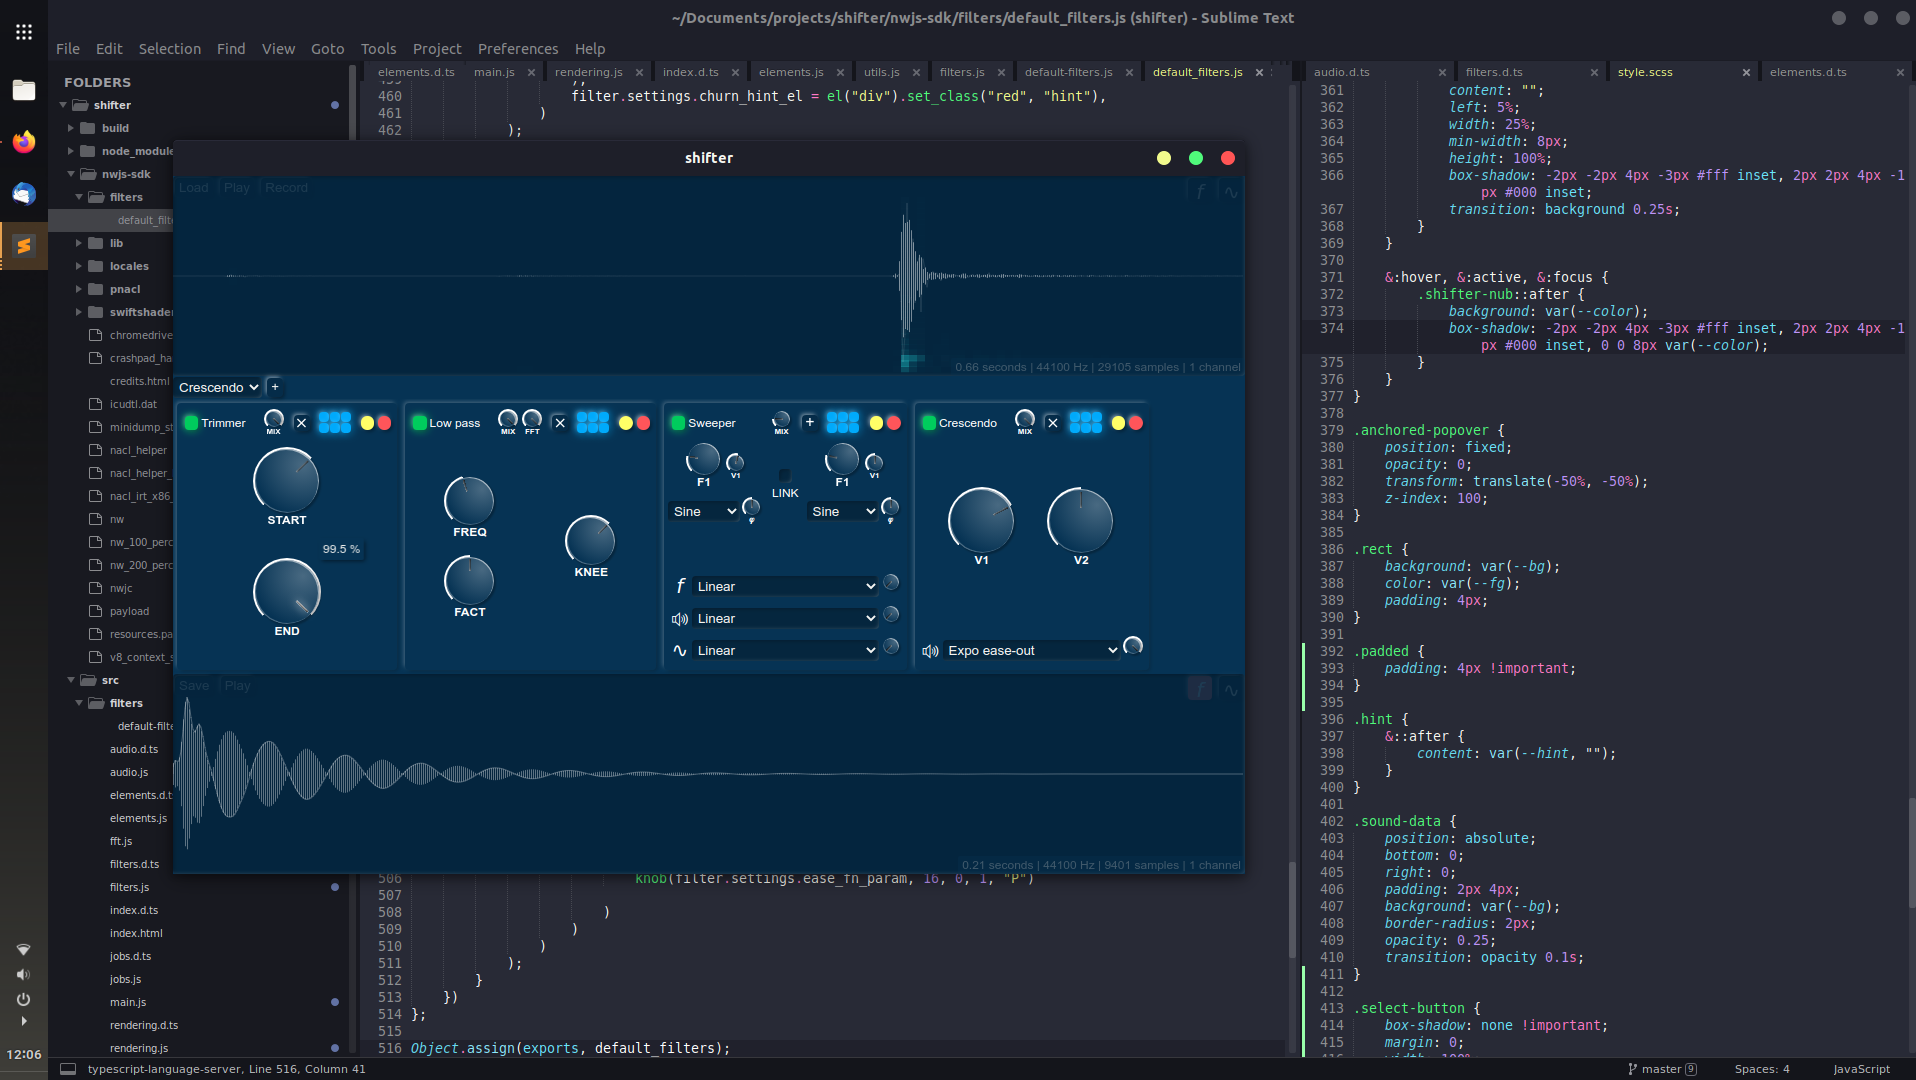 ~/Documents/projects/shifter/nwjs-sdk/filters/default_filters.js (shifter) - Sublime Text
File Edit Selection Find View Goto Tools Project Preferences Help
FOLDERS
shifter
build
node_module
nwjs-sdk
filters
default_filte
lib
locales
pnacl
swiftshader
chromedrive
crashpad_ha
credits.html
icudtl.dat
minidump_st
nacl_helper
nacl_helper_
nacl_irt_x86_
nw
nw_100_perc
nw_200_perc
nwjc
payload
resources.pa
v8_context_s
src
filters
default-filte
audio.d.ts
audio.js
elements.d.t
elements.js
fft.js
filters.d.ts
filters.js
index.d.ts
index.html
jobs.d.ts
jobs.js
main.js
rendering.d.ts
rendering.js
12:06
elements.d.ts main.js rendering.js index.d.ts elements.js utils.js filters.js default-filters.js default_filters.js
460 filter.settings.churn_hint_el = el("div").set_class("red", "hint"),
461 )
462 );
shifter
Load Play Record
f
0.66 seconds | 44100 Hz | 29105 samples | 1 channel
Crescendo +
Trimmer MIX
START
99.5 %
END
Low pass MIX FFT
FREQ
KNEE
FACT
Sweeper MIX +
F1 V1 F1 V1
LINK
Sine φ Sine φ
f Linear
Linear
Linear
Crescendo MIX
V1 V2
Expo ease-out
Save Play
f
0.21 seconds | 44100 Hz | 9401 samples | 1 channel
506 knob(filter.settings.ease_fn_param, 16, 0, 1, "P")
507
508 )
509 )
510 )
511 );
512 }
513 })
514 };
515
516 Object.assign(exports, default_filters);
audio.d.ts filters.d.ts style.scss elements.d.ts
361 content: "";
362 left: 5%;
363 width: 25%;
364 min-width: 8px;
365 height: 100%;
366 box-shadow: -2px -2px 4px -3px #fff inset, 2px 2px 4px -1
px #000 inset;
367 transition: background 0.25s;
368 }
369 }
370
371 &:hover, &:active, &:focus {
372 .shifter-nub::after {
373 background: var(--color);
374 box-shadow: -2px -2px 4px -3px #fff inset, 2px 2px 4px -1
px #000 inset, 0 0 8px var(--color);
375 }
376 }
377 }
378
379 .anchored-popover {
380 position: fixed;
381 opacity: 0;
382 transform: translate(-50%, -50%);
383 z-index: 100;
384 }
385
386 .rect {
387 background: var(--bg);
388 color: var(--fg);
389 padding: 4px;
390 }
391
392 .padded {
393 padding: 4px !important;
394 }
395
396 .hint {
397 &::after {
398 content: var(--hint, "");
399 }
400 }
401
402 .sound-data {
403 position: absolute;
404 bottom: 0;
405 right: 0;
406 padding: 2px 4px;
407 background: var(--bg);
408 border-radius: 2px;
409 opacity: 0.25;
410 transition: opacity 0.1s;
411 }
412
413 .select-button {
414 box-shadow: none !important;
415 margin: 0;
typescript-language-server, Line 516, Column 41
master 9 Spaces: 4 JavaScript